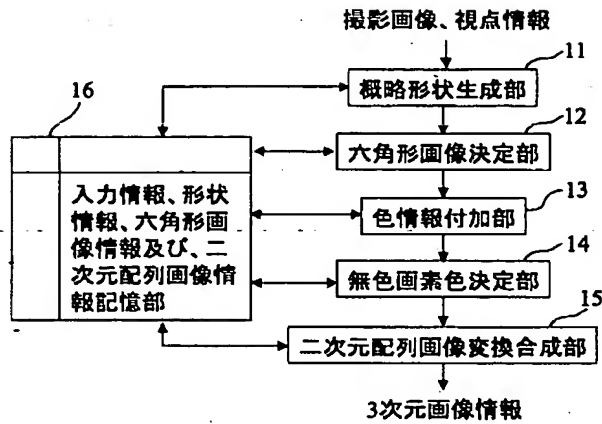 撮影画像、視点情報
11
概略形状生成部
16
12
六角形画像決定部
入力情報、形状
情報、六角形画
像情報及び、二
次元配列画像情
報記憶部
13
色情報付加部
14
無色画素色決定部
15
二次元配列画像変換合成部
3次元画像情報